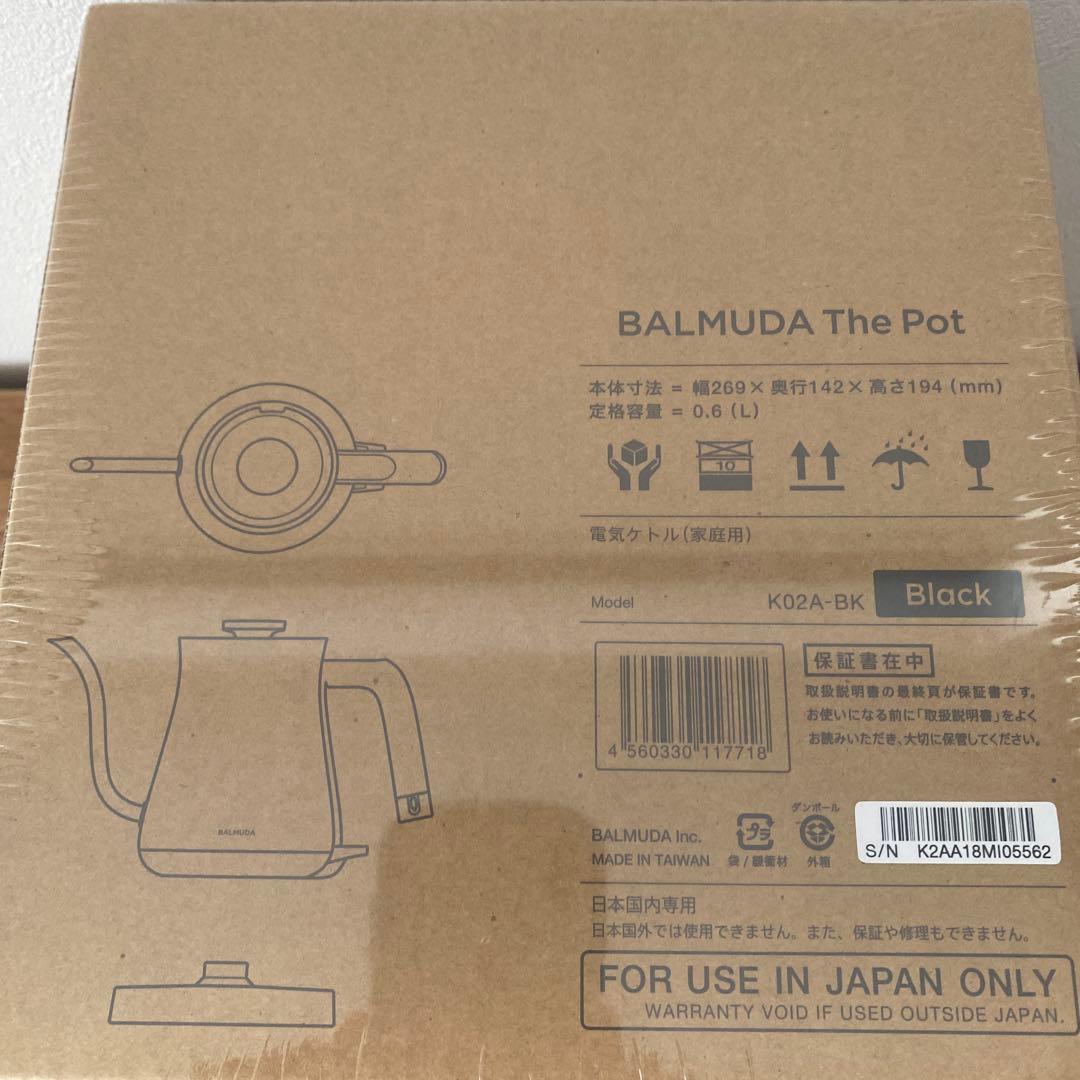 BALMUDA The Pot
本体寸法 = 幅269×奥行142×高さ194 (mm)
定格容量 = 0.6 (L)
10
電気ケトル(家庭用)
Model K02A-BK Black
保証書在中
取扱説明書の最終頁が保証書です。
お使いになる前に「取扱説明書」をよく
お読みいただき、大切に保管してください。
4 560330 117718
BALMUDA
BALMUDA Inc.
MADE IN TAIWAN
プラ
袋 / 緩衝材
ダンボール
外箱
S/N K2AA18MI05562
日本国内専用
日本国外では使用できません。また、保証や修理もできません。
FOR USE IN JAPAN ONLY
WARRANTY VOID IF USED OUTSIDE JAPAN.